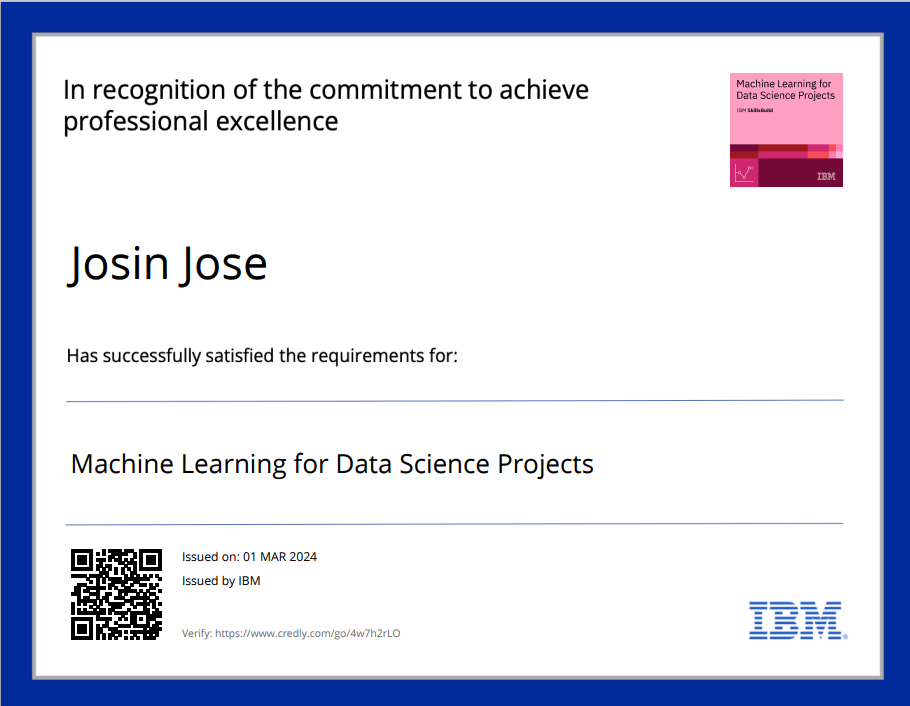 In recognition of the commitment to achieve
professional excellence
Machine Learning for
Data Science Projects
IBM SkillsBuild
IBM
Josin Jose
Has successfully satisfied the requirements for:
Machine Learning for Data Science Projects
Issued on: 01 MAR 2024
Issued by IBM
Verify: https://www.credly.com/go/4w7h2rLO
IBM®